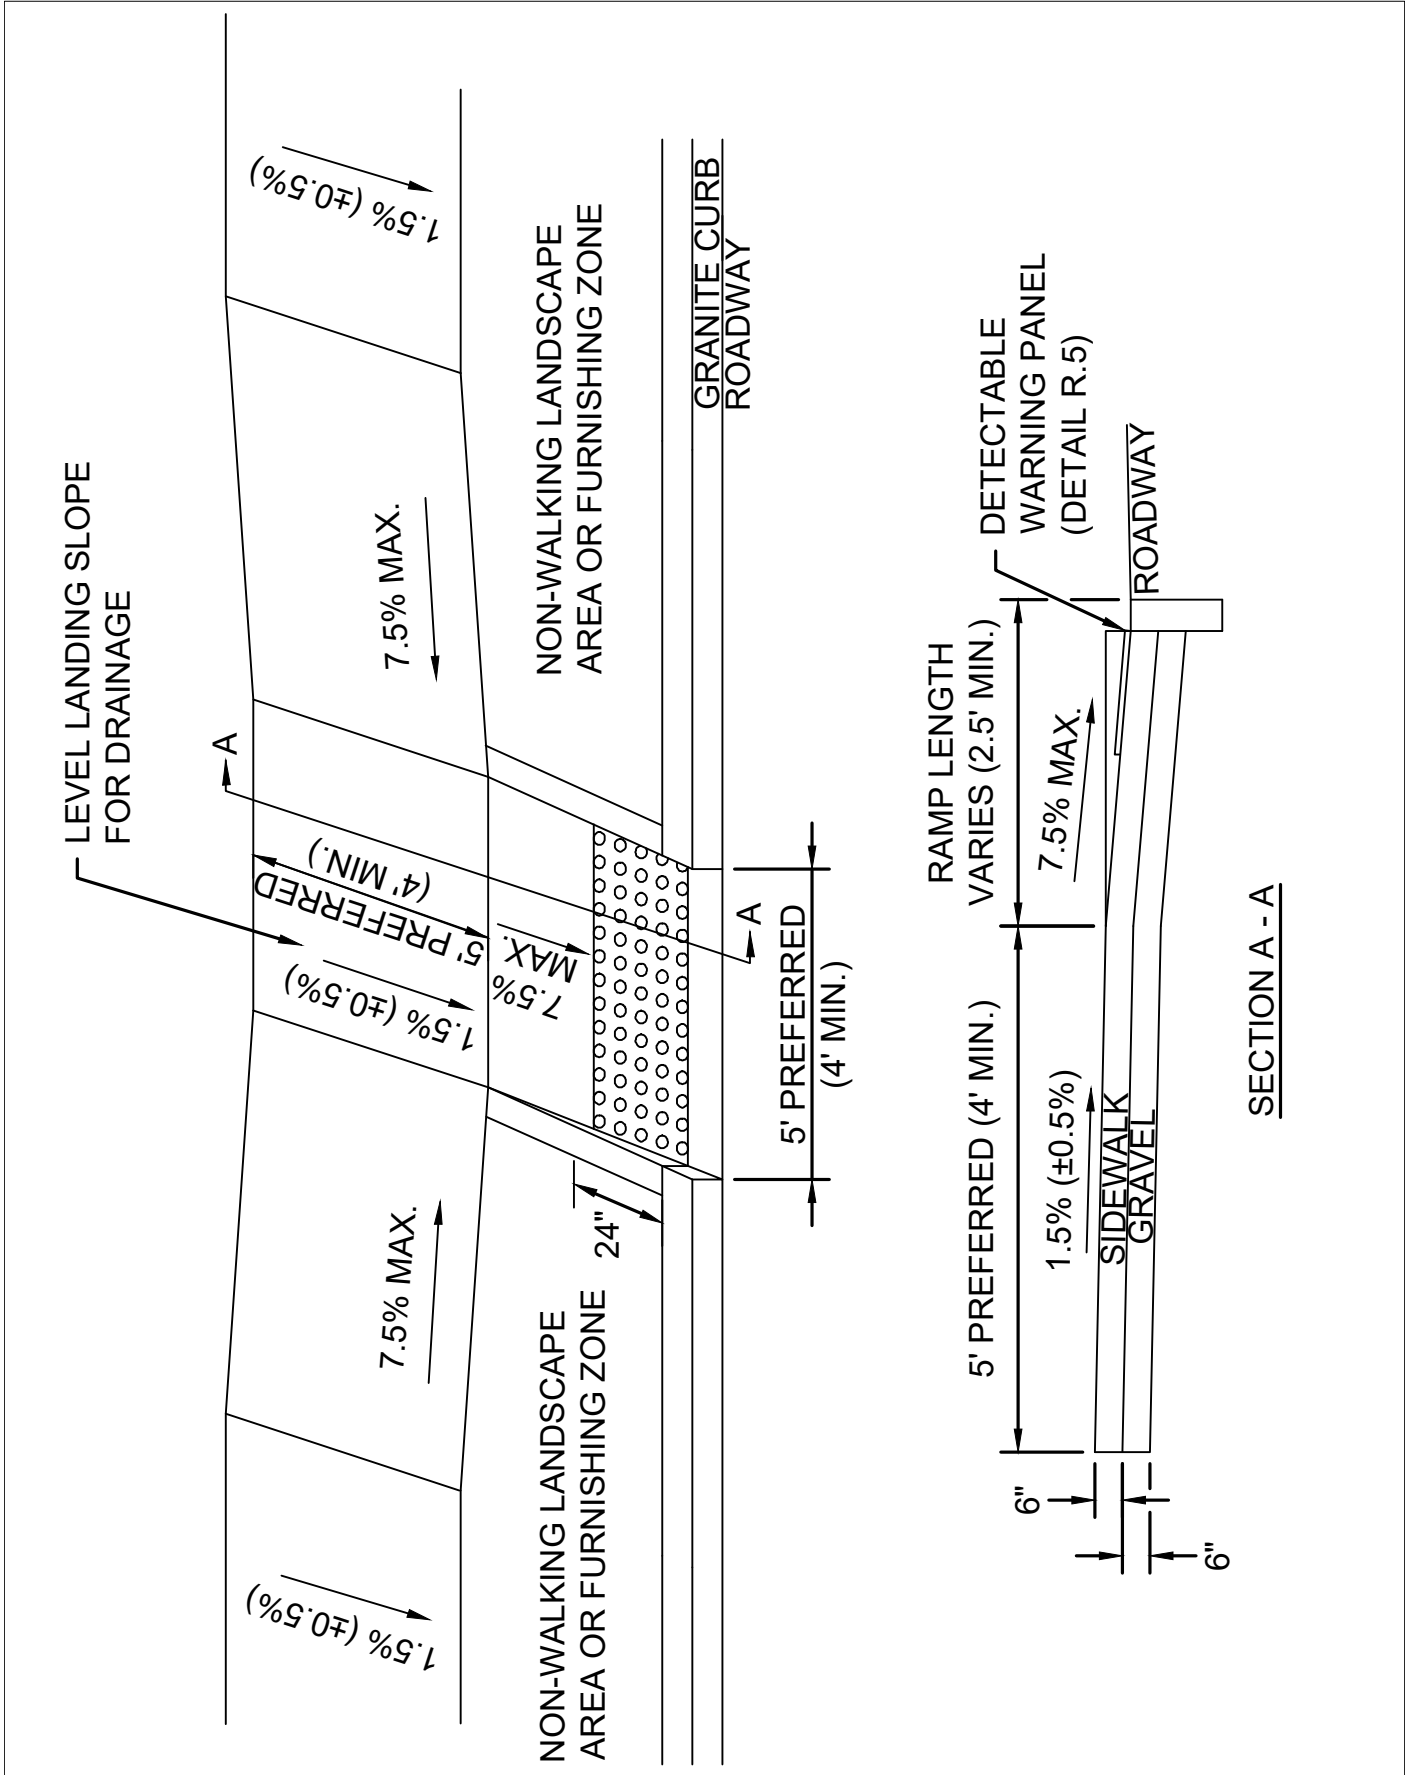 LEVEL LANDING SLOPE
FOR DRAINAGE
1.5% (±0.5%)
7.5% MAX.
1.5% (±0.5%)
5' PREFERRED
(4' MIN.)
A
7.5% MAX.
1.5% (±0.5%)
7.5%
MAX.
NON-WALKING LANDSCAPE
AREA OR FURNISHING ZONE
24"
NON-WALKING LANDSCAPE
AREA OR FURNISHING ZONE
GRANITE CURB
ROADWAY
A
5' PREFERRED
(4' MIN.)
5' PREFERRED (4' MIN.)
RAMP LENGTH
VARIES (2.5' MIN.)
DETECTABLE
WARNING PANEL
(DETAIL R.5)
6"
1.5% (±0.5%)
7.5% MAX.
SIDEWALK
GRAVEL
ROADWAY
6"
SECTION A - A